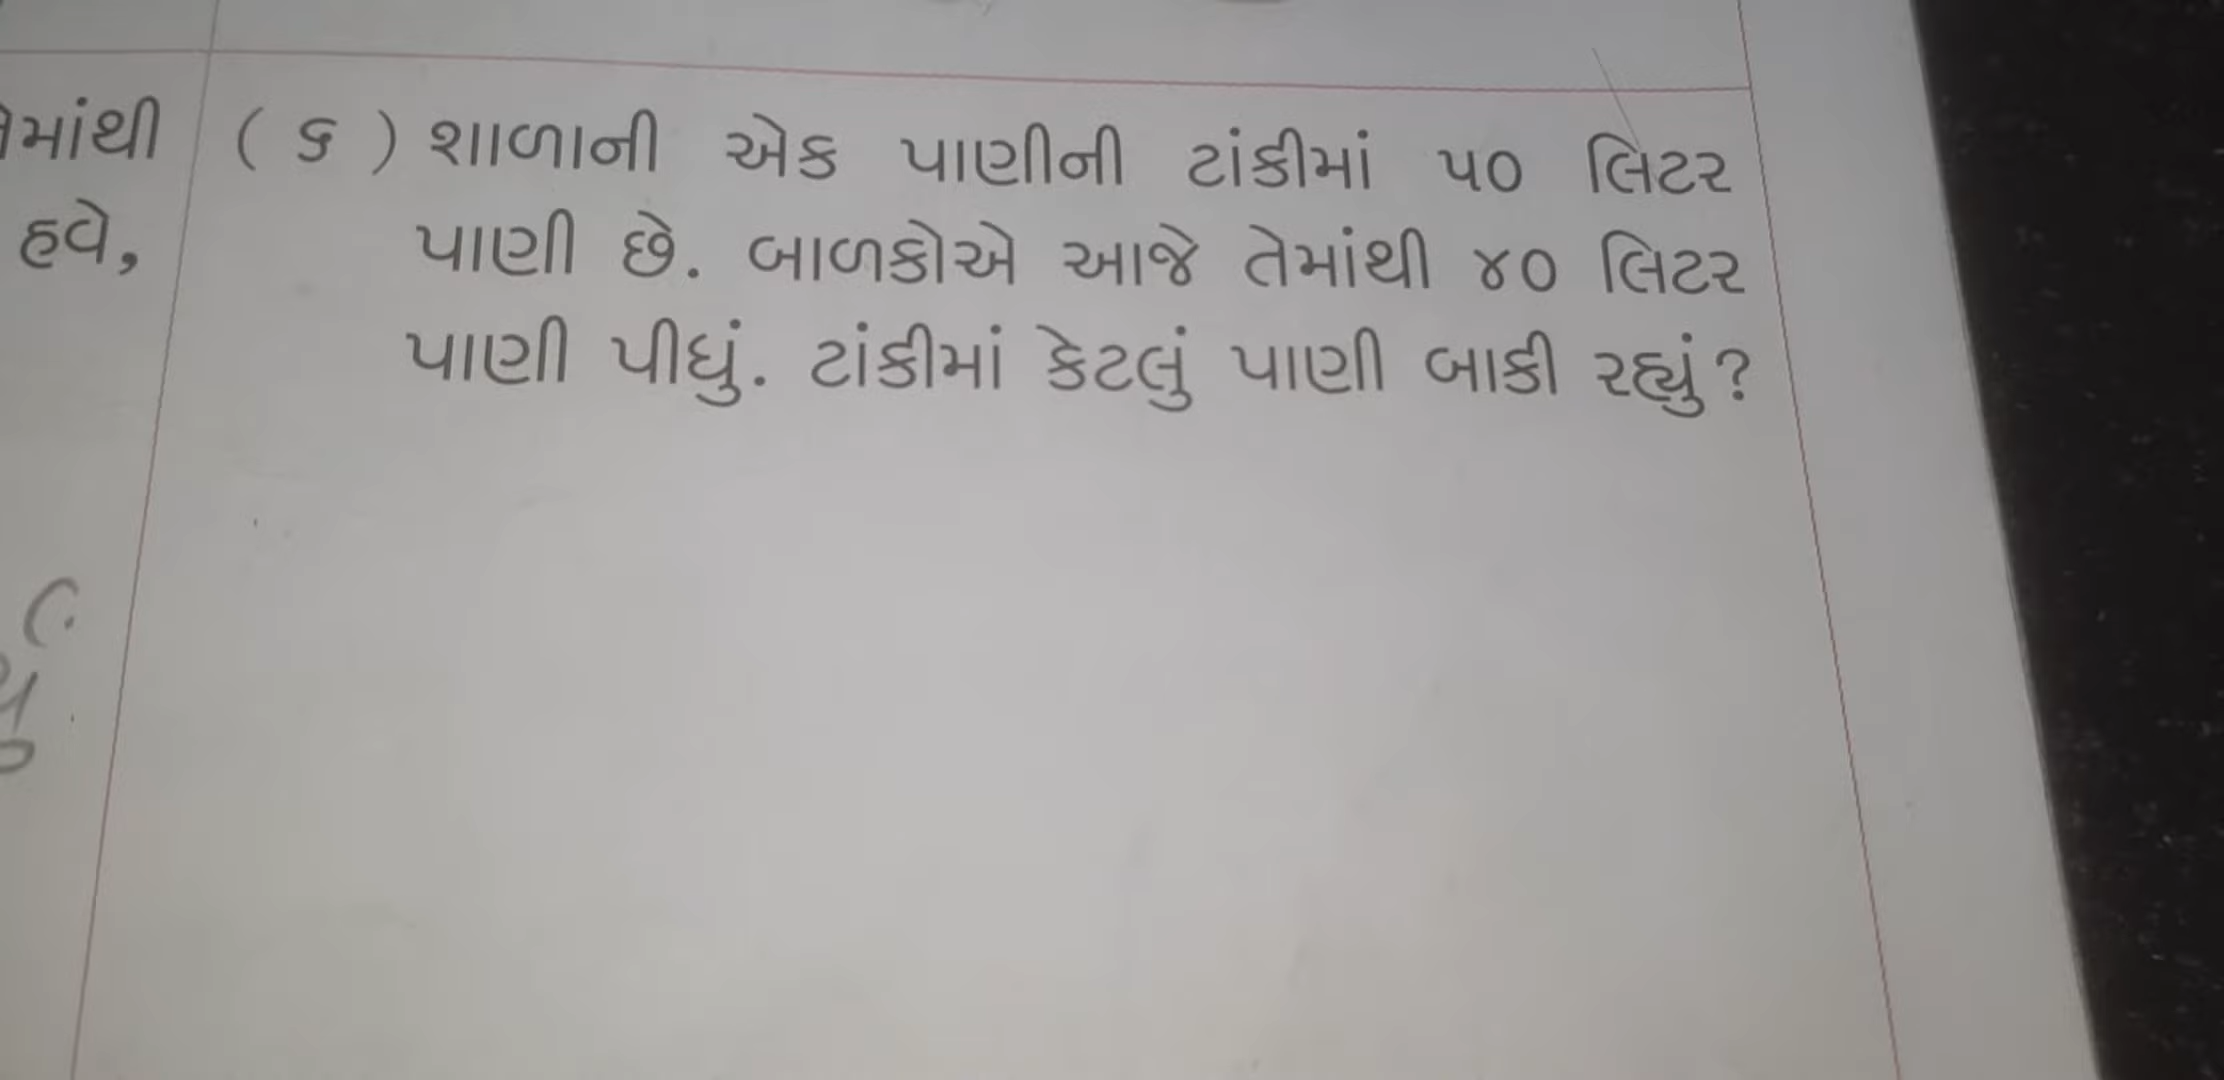 (૬) શાળાની એક પાણીની ટાંકીમાં ૫૦ લિટર
પાણી છે. બાળકોએ આજે તેમાંથી ૪૦ લિટર
પાણી પીધું. ટાંકીમાં કેટલું પાણી બાકી રહ્યું?
હવે,